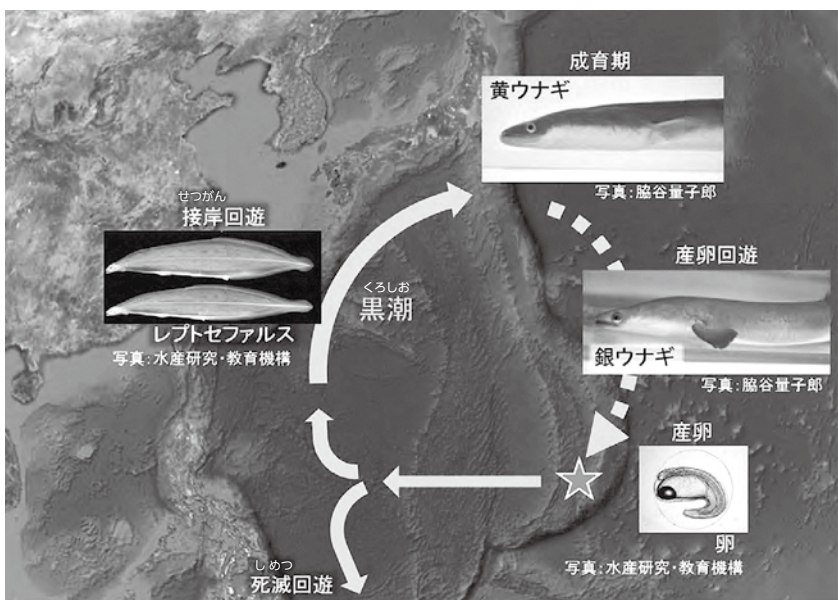 成育期
黄ウナギ
写真：脇谷量子郎
せつがん
接岸回遊
レプトセファルス
写真：水産研究・教育機構
くろしお
黒潮
産卵回遊
銀ウナギ
写真：脇谷量子郎
産卵
卵
写真：水産研究・教育機構
しめつ
死滅回遊